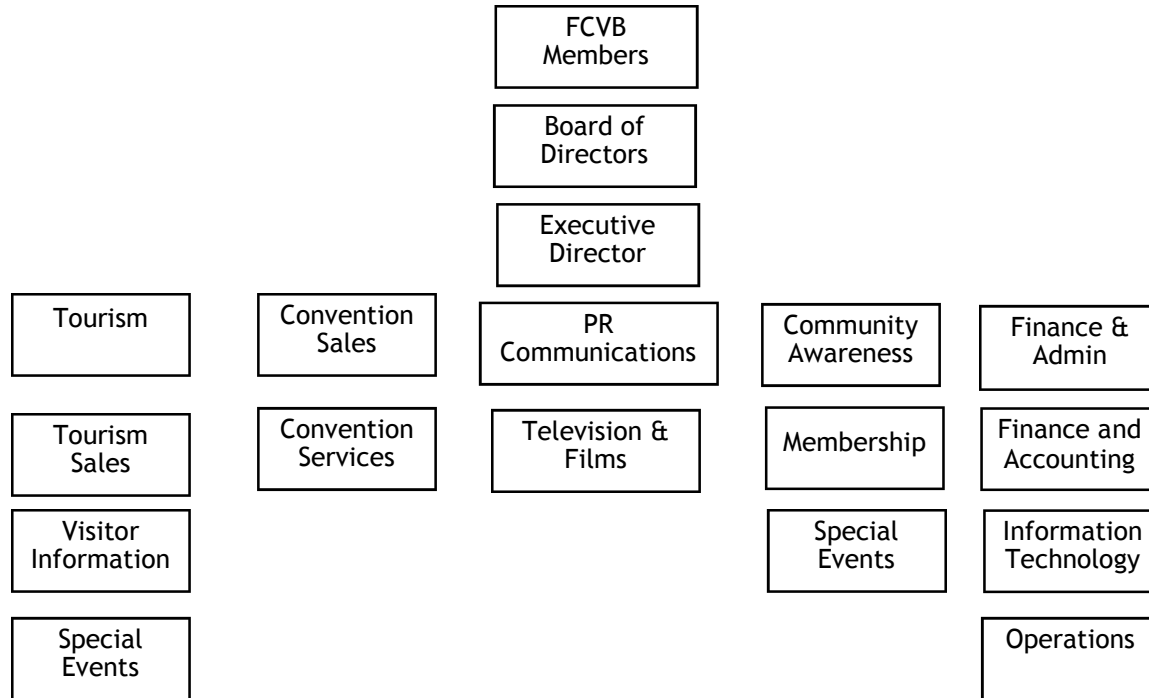 FCVB
Members
Board of
Directors
Executive
Director
Tourism
Convention
Sales
PR
Communications
Community
Awareness
Finance &
Admin
Tourism
Sales
Convention
Services
Television &
Films
Membership
Finance and
Accounting
Visitor
Information
Special
Events
Information
Technology
Special
Events
Operations